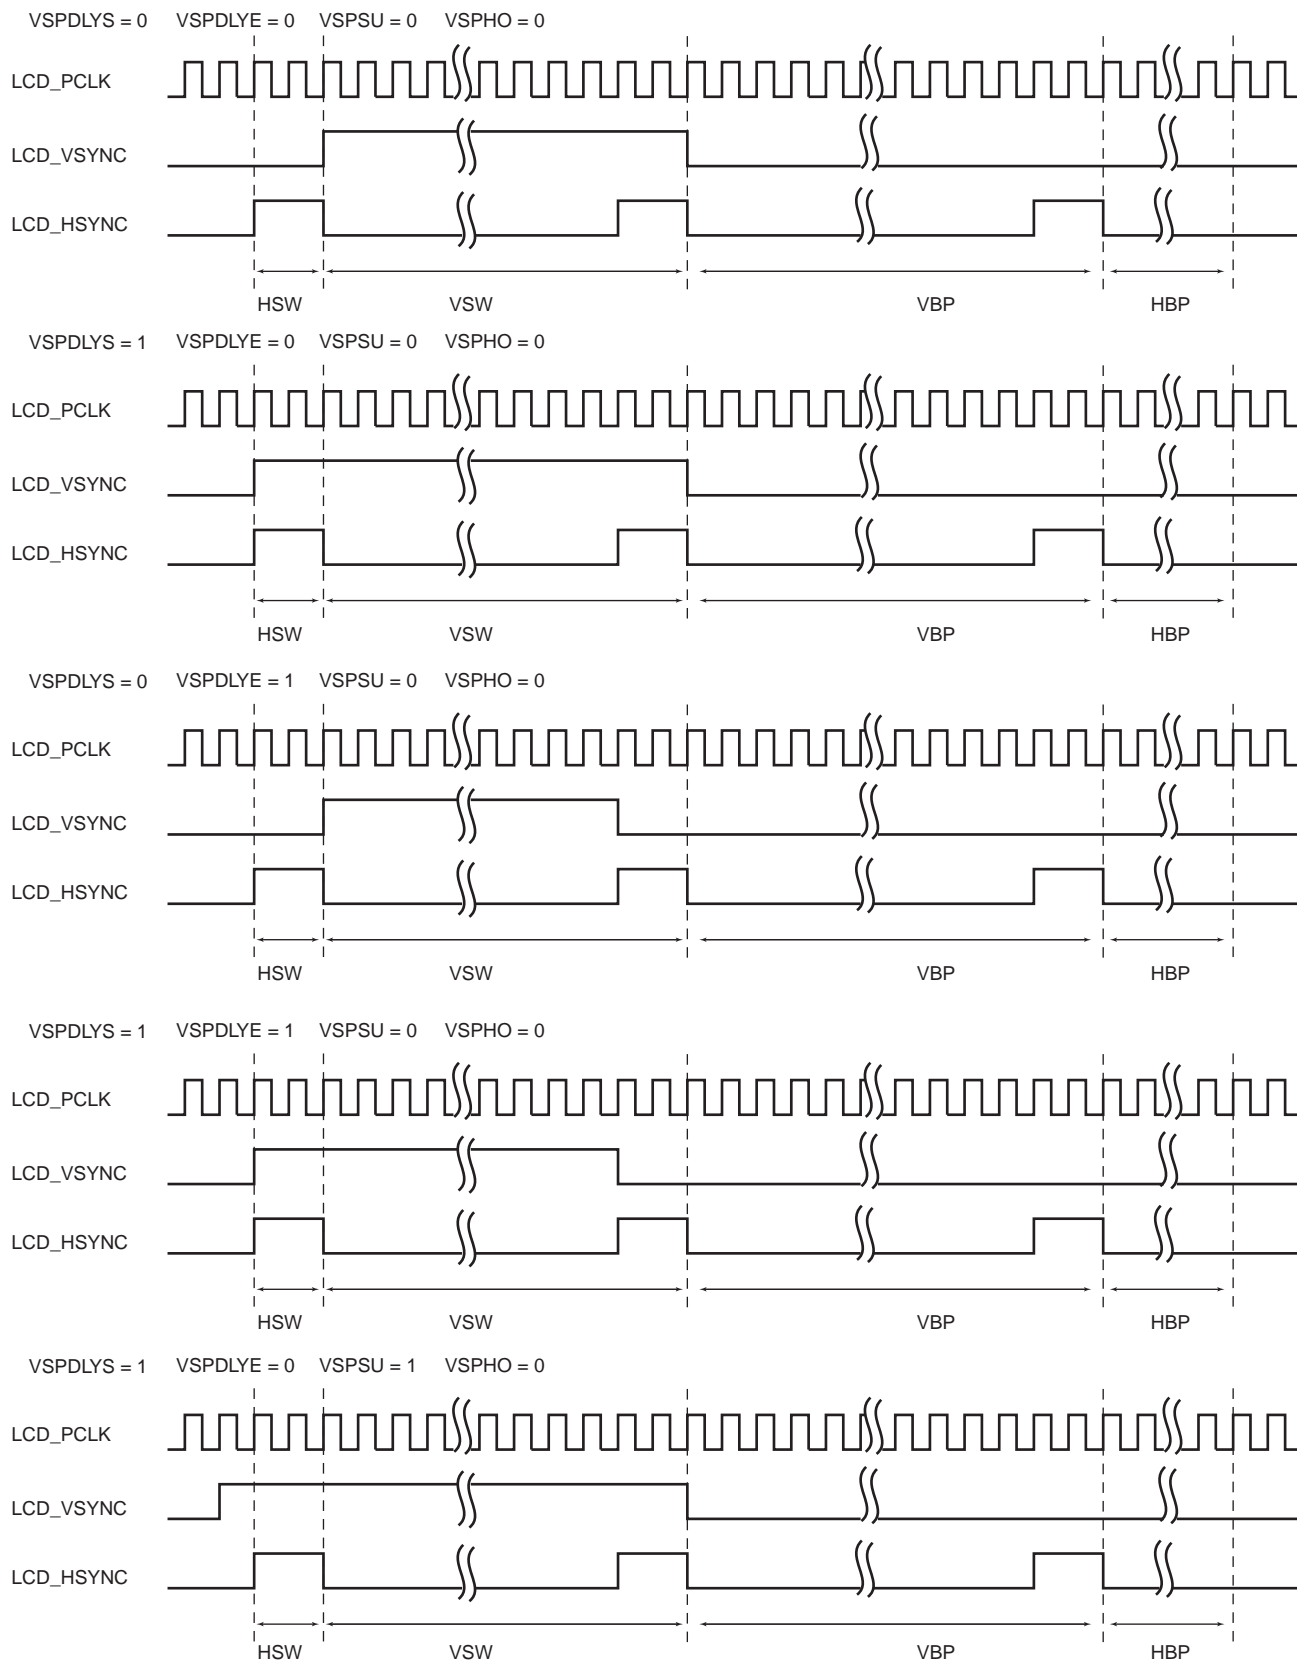 VSPDLYS = 0 VSPDLYE = 0 VSPSU = 0 VSPHO = 0
LCD_PCLK
LCD_VSYNC
LCD_HSYNC
HSW VSW VBP HBP
VSPDLYS = 1 VSPDLYE = 0 VSPSU = 0 VSPHO = 0
LCD_PCLK
LCD_VSYNC
LCD_HSYNC
HSW VSW VBP HBP
VSPDLYS = 0 VSPDLYE = 1 VSPSU = 0 VSPHO = 0
LCD_PCLK
LCD_VSYNC
LCD_HSYNC
HSW VSW VBP HBP
VSPDLYS = 1 VSPDLYE = 1 VSPSU = 0 VSPHO = 0
LCD_PCLK
LCD_VSYNC
LCD_HSYNC
HSW VSW VBP HBP
VSPDLYS = 1 VSPDLYE = 0 VSPSU = 1 VSPHO = 0
LCD_PCLK
LCD_VSYNC
LCD_HSYNC
HSW VSW VBP HBP